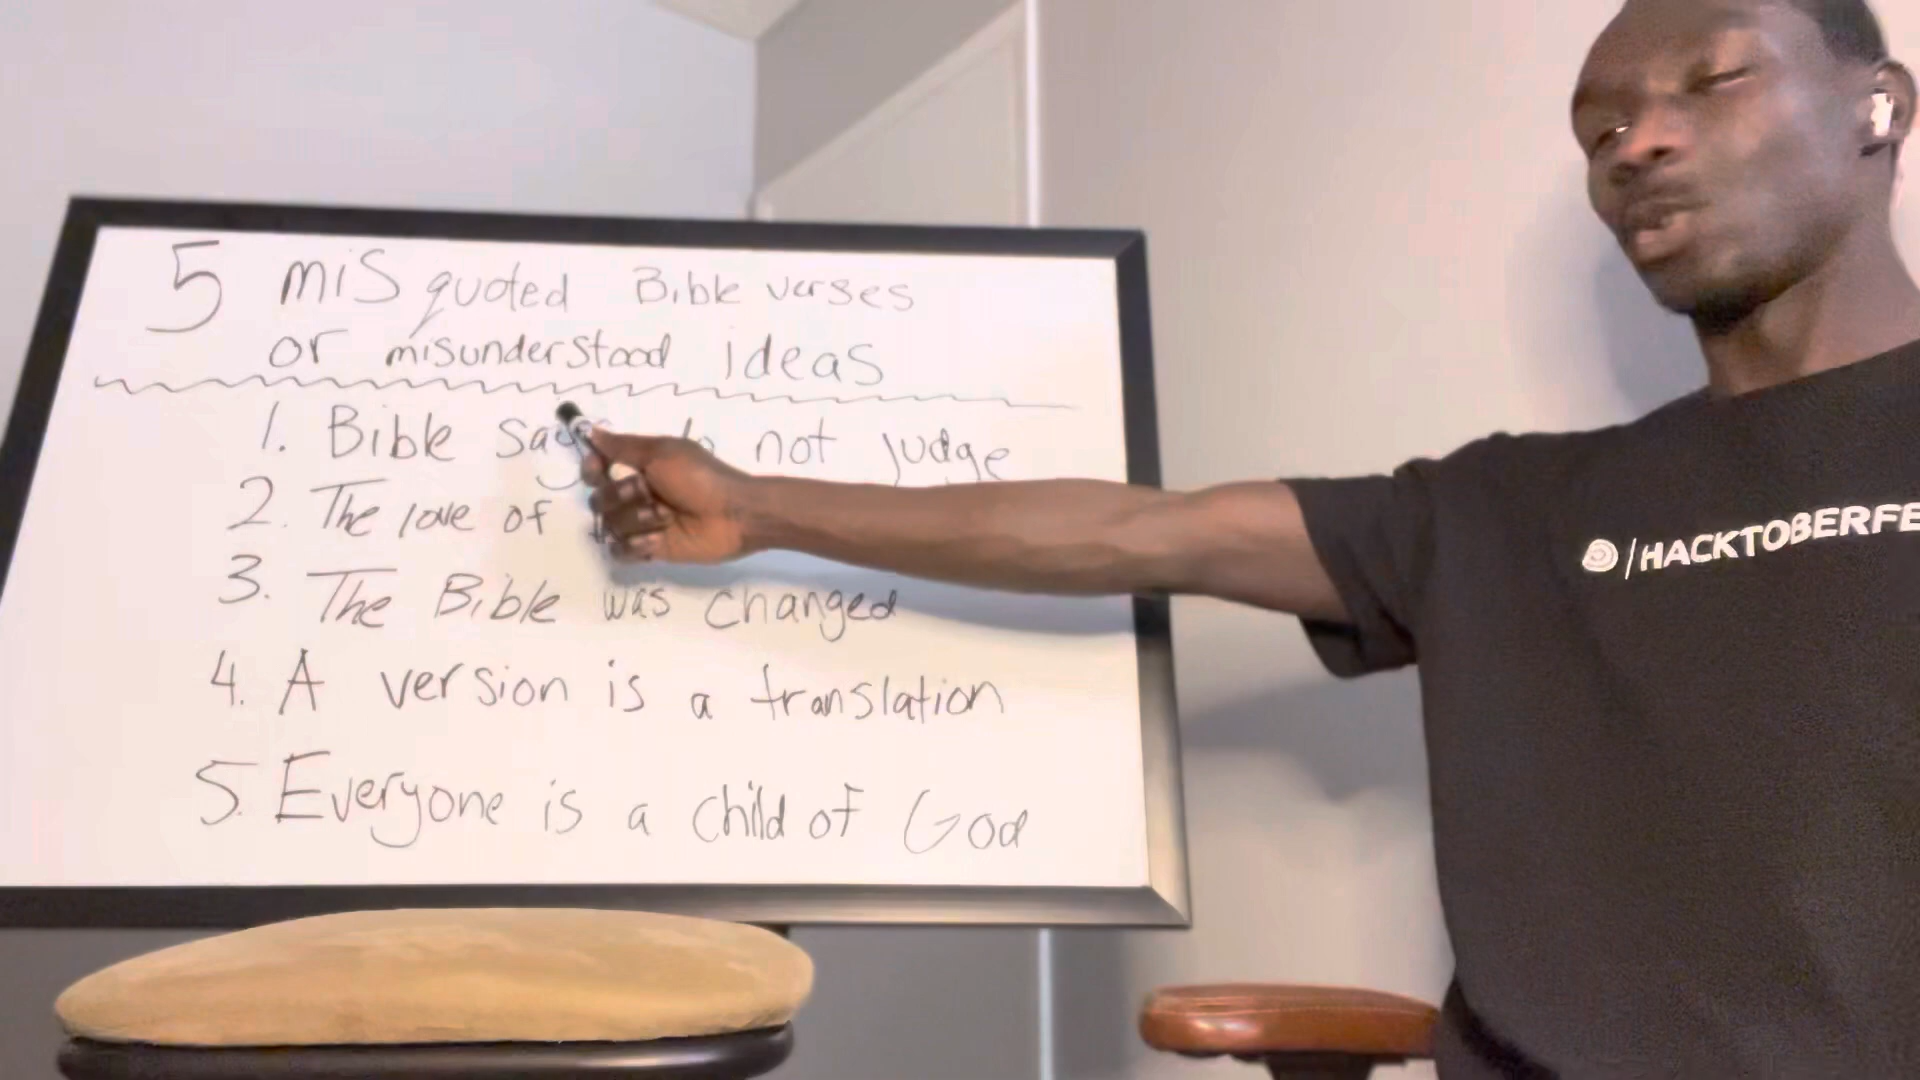 5 misquoted Bible verses
or misunderstood ideas
1. Bible says not judge
2. The love of
3. The Bible was changed
4. A version is a translation
5. Everyone is a child of God
/HACKTOBERFE